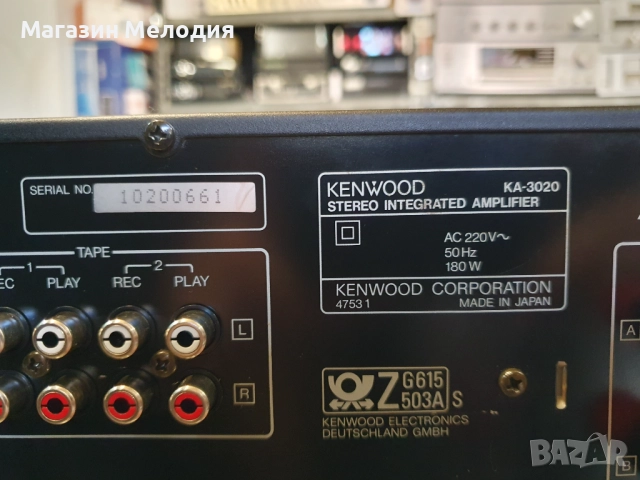 Магазин Мелодия
SERIAL NO.
10200661
KENWOOD KA-3020
STEREO INTEGRATED AMPLIFIER
AC 220V~
50Hz
180W
KENWOOD CORPORATION
47531 MADE IN JAPAN
TAPE
1 2
EC PLAY REC PLAY
L
R
Z G615
503A S
KENWOOD ELECTRONICS
DEUTSCHLAND GMBH
A
B
BAZAR